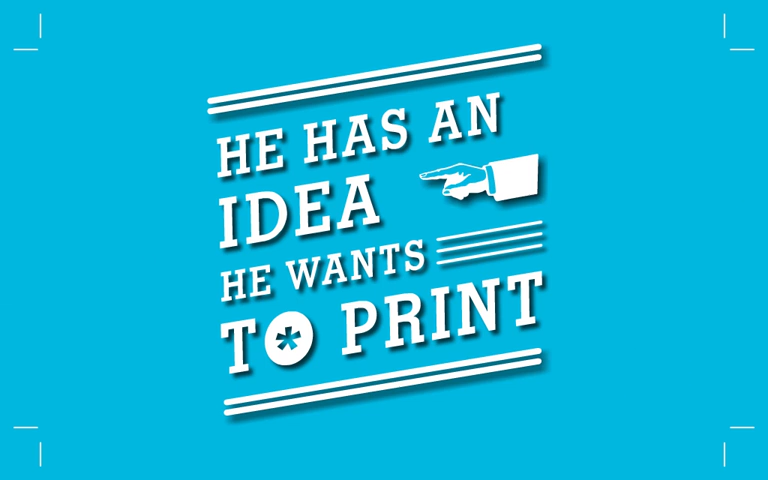 HE HAS AN
IDEA
HE WANTS
TO PRINT